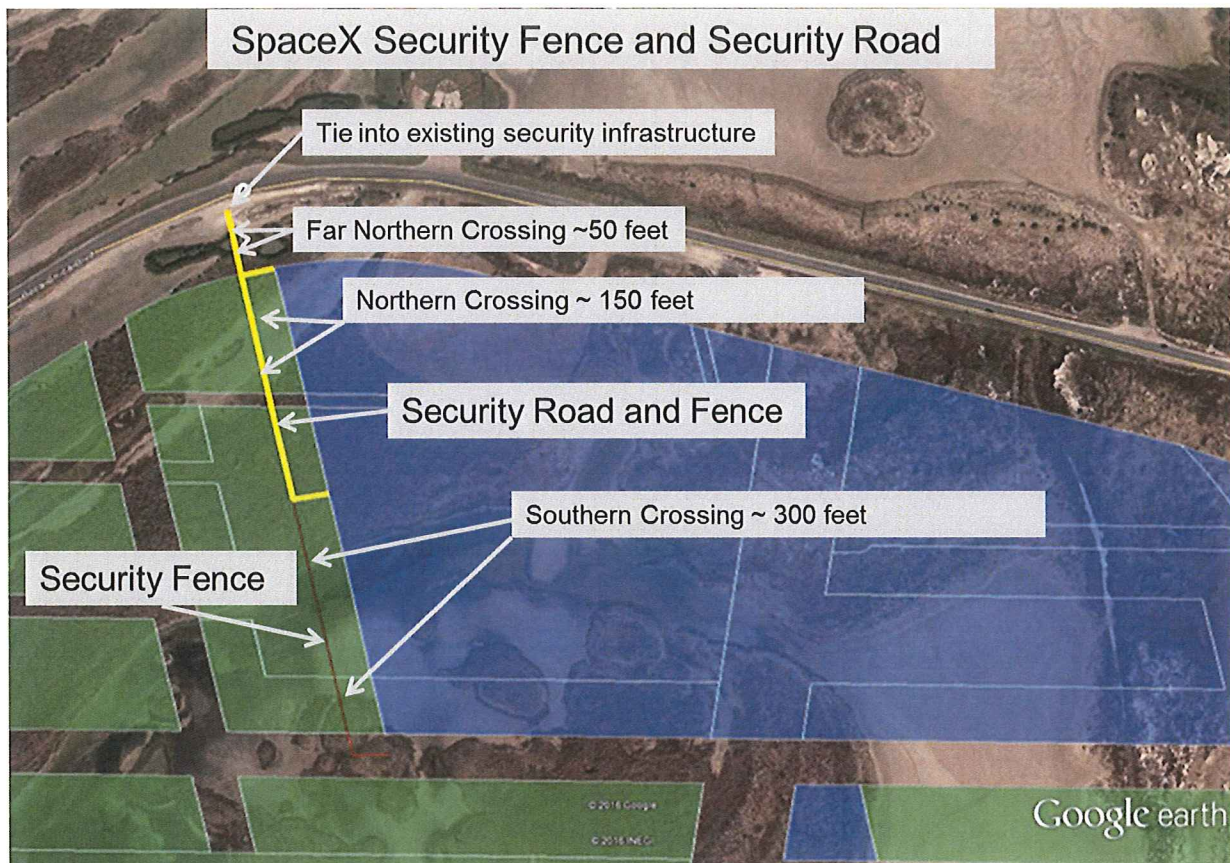 SpaceX Security Fence and Security Road
Tie into existing security infrastructure
Far Northern Crossing ~50 feet
Northern Crossing ~ 150 feet
Security Road and Fence
Southern Crossing ~ 300 feet
Security Fence
© 2016 Google
© 2016 INEGI
Google earth